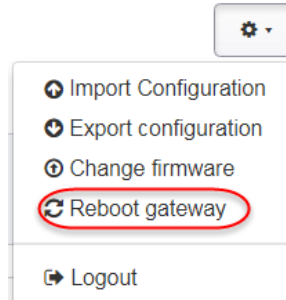 Import Configuration
Export configuration
Change firmware
Reboot gateway
Logout